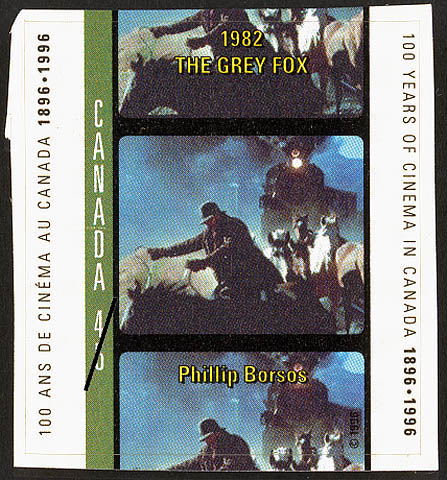 100 ANS DE CINÉMA AU CANADA 1896•1996
CANADA 45
1982
THE GREY FOX
Phillip Borsos
© 1996
100 YEARS OF CINEMA IN CANADA 1896•1996